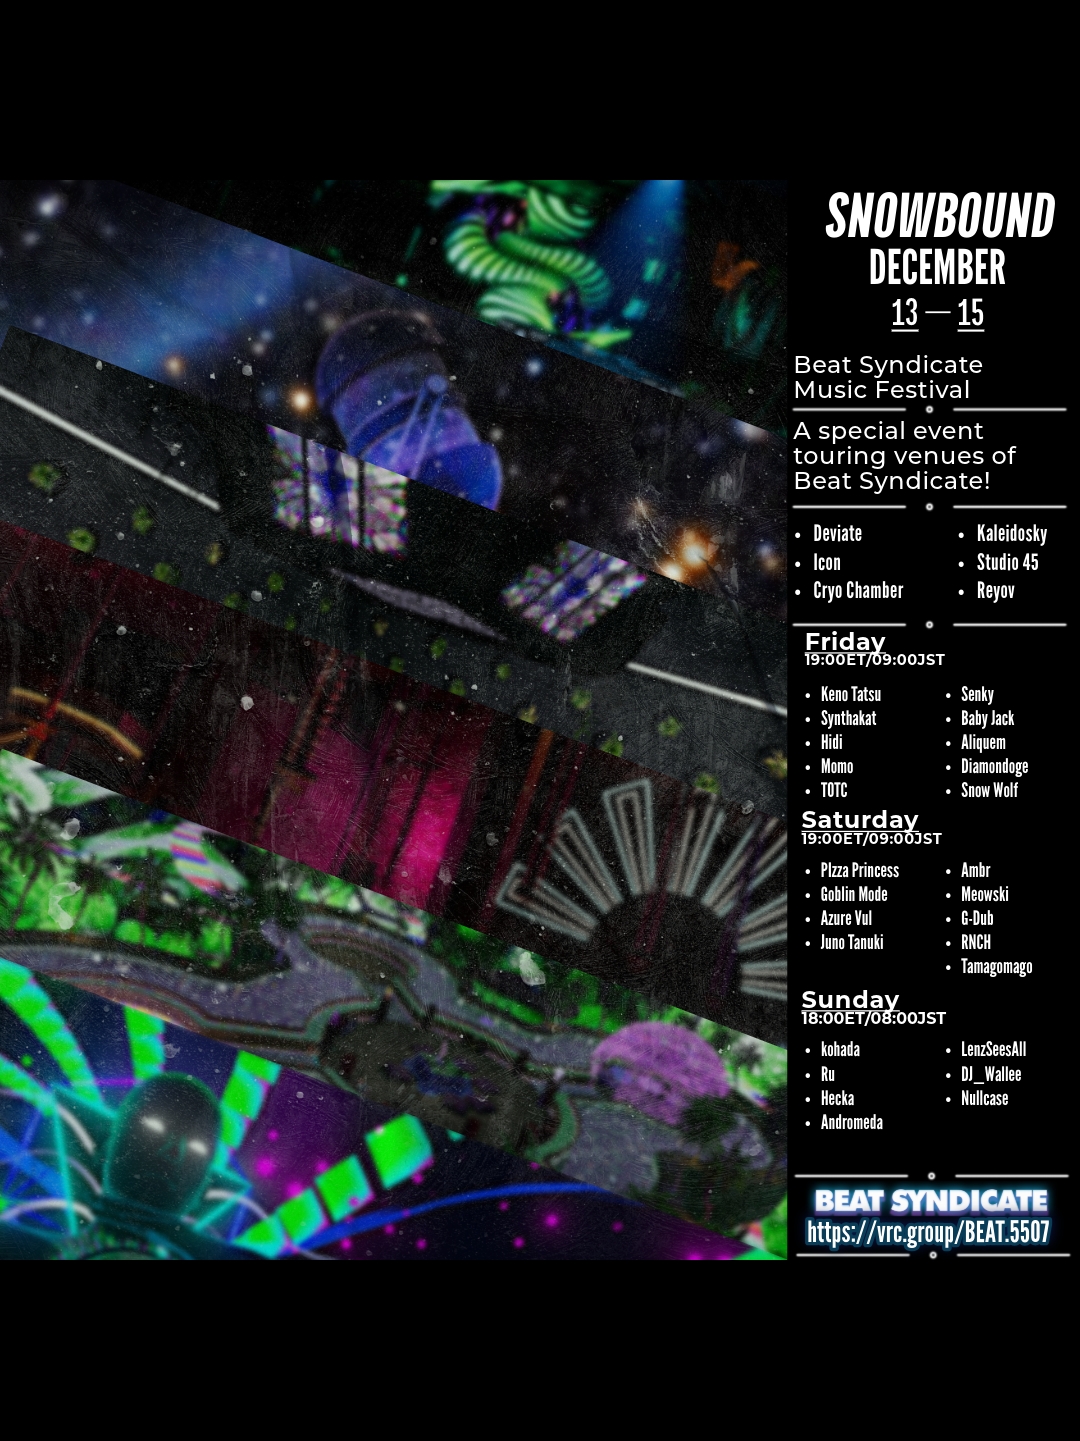 SNOWBOUND
DECEMBER
13 — 15
Beat Syndicate
Music Festival
A special event
touring venues of
Beat Syndicate!
• Deviate
• Icon
• Cryo Chamber
• Kaleidosky
• Studio 45
• Reyov
Friday
19:00ET/09:00JST
• Keno Tatsu
• Synthakat
• Hidi
• Momo
• TOTC
• Senky
• Baby Jack
• Aliquem
• Diamondoge
• Snow Wolf
Saturday
19:00ET/09:00JST
• PIzza Princess
• Goblin Mode
• Azure Vul
• Juno Tanuki
• Ambr
• Meowski
• G-Dub
• RNCH
• Tamagomago
Sunday
18:00ET/08:00JST
• kohada
• Ru
• Hecka
• Andromeda
• LenzSeesAll
• DJ_Wallee
• Nullcase
BEAT SYNDICATE
https://vrc.group/BEAT.5507